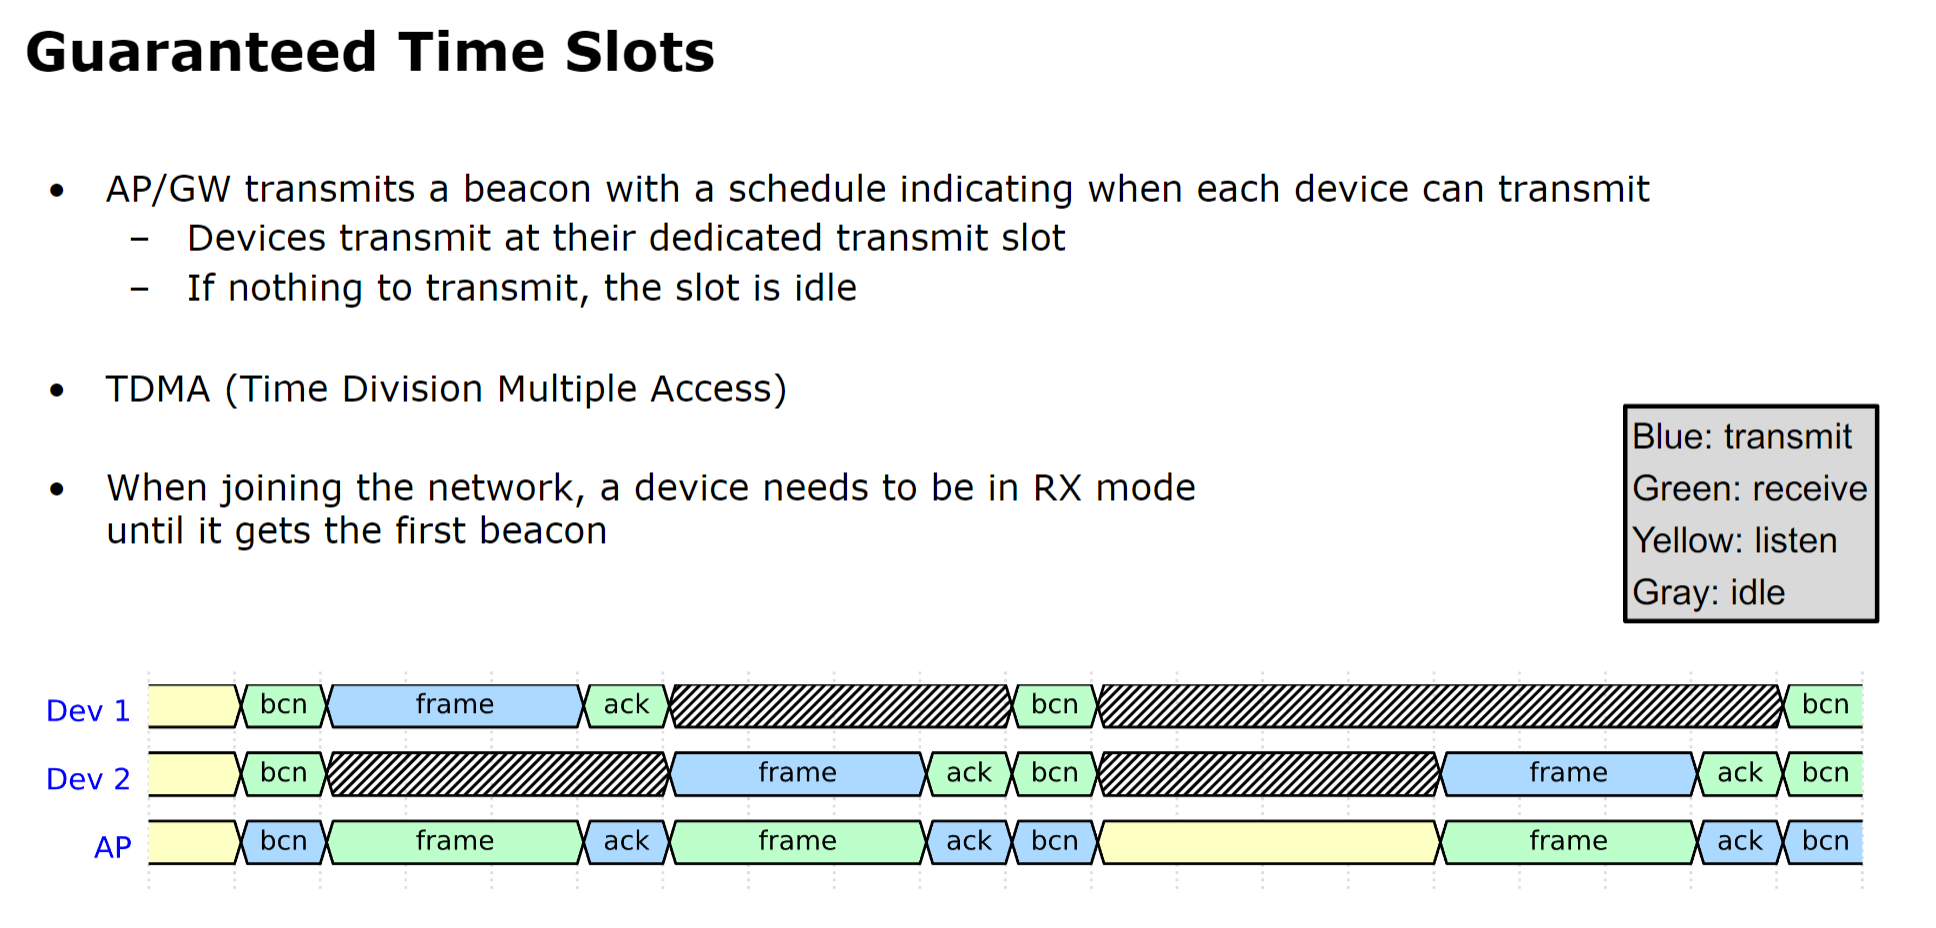 Guaranteed Time Slots
• AP/GW transmits a beacon with a schedule indicating when each device can transmit
– Devices transmit at their dedicated transmit slot
– If nothing to transmit, the slot is idle
• TDMA (Time Division Multiple Access)
• When joining the network, a device needs to be in RX mode
until it gets the first beacon
Blue: transmit
Green: receive
Yellow: listen
Gray: idle
Dev 1 bcn frame ack bcn bcn
Dev 2 bcn frame ack bcn frame ack bcn
AP bcn frame ack frame ack bcn frame ack bcn